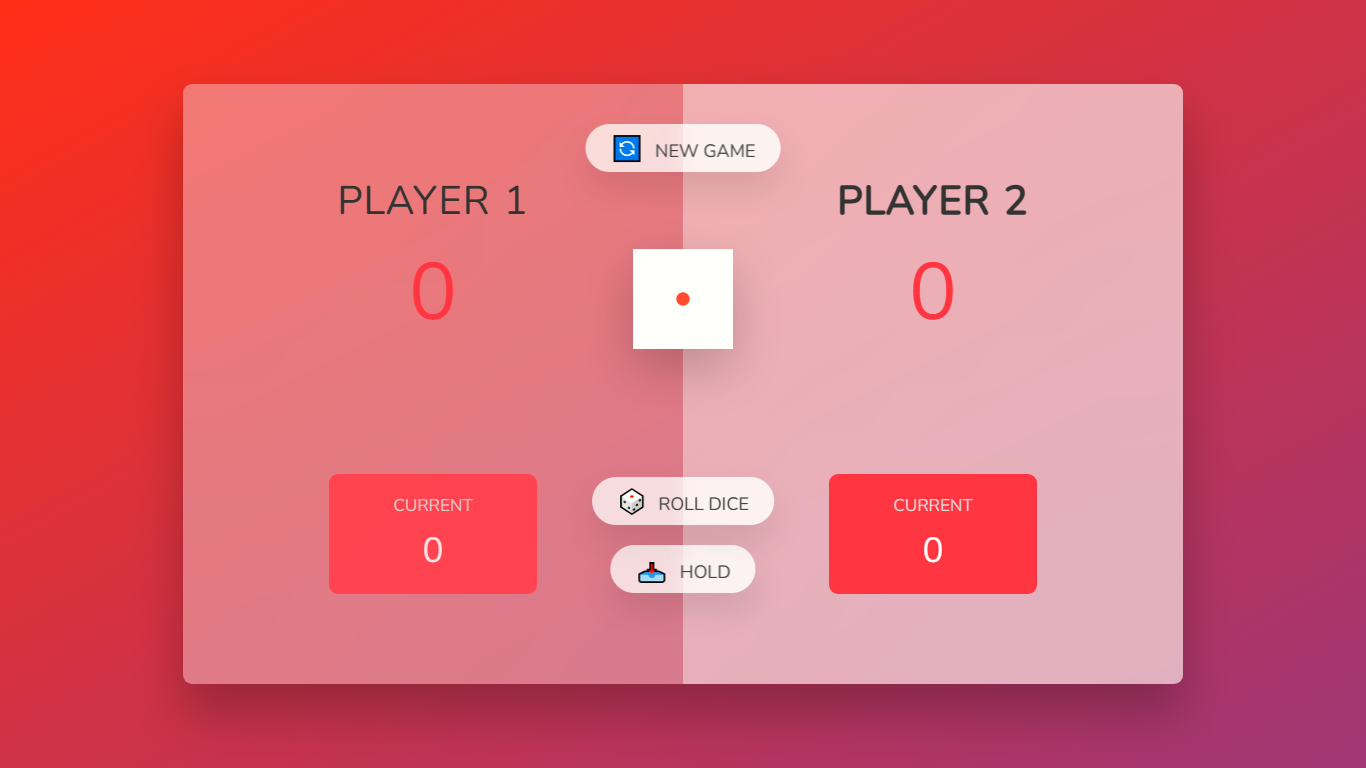 NEW GAME
PLAYER 1
0
PLAYER 2
0
CURRENT
0
ROLL DICE
HOLD
CURRENT
0